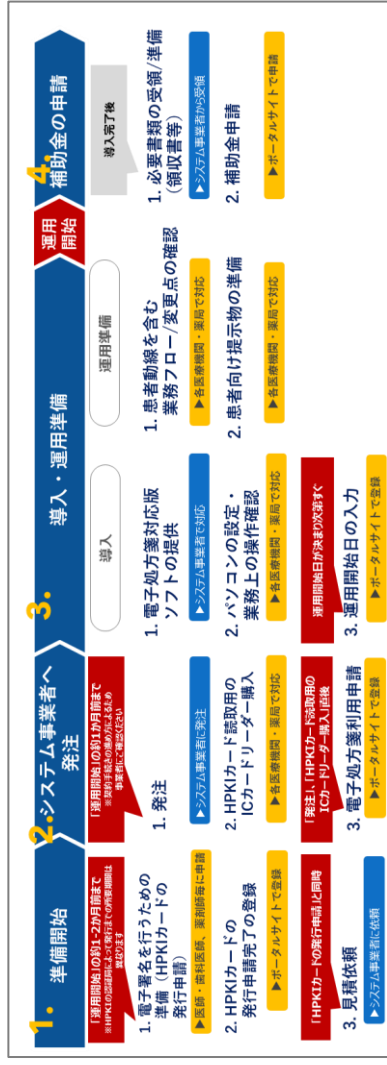 1.
準備開始
「運用開始」の約1~2か月前まで
※HPKIの認証局によって発行までの所要期間は
異なります
1. 電子署名を行うための
準備（HPKIカードの
発行申請）
▶医師・歯科医師、薬剤師毎に申請
2. HPKIカードの
発行申請完了の登録
▶ポータルサイトで登録
「HPKIカードの発行申請」と同時
3. 見積依頼
▶システム事業者に依頼
2.
システム事業者へ
発注
「運用開始」の約1か月前まで
※契約手続きの進め方によるため
事業者にご確認ください
1. 発注
▶システム事業者に発注
2. HPKIカード読取用の
ICカードリーダー購入
▶各医療機関・薬局で対応
「発注」、「HPKIカード読取用の
ICカードリーダー購入」直後
3. 電子処方箋利用申請
▶ポータルサイトで登録
3.
導入・運用準備
導入
1. 電子処方箋対応版
ソフトの提供
▶システム事業者で対応
2. パソコンの設定・
業務上の操作確認
▶各医療機関・薬局で対応
運用開始日が決まり次第すぐ
3. 運用開始日の入力
▶ポータルサイトで登録
運用準備
1. 患者動線を含む
業務フロー/変更点の確認
▶各医療機関・薬局で対応
2. 患者向け提示物の準備
▶各医療機関・薬局で対応
運用
開始
4.
補助金の申請
導入完了後
1. 必要書類の受領/準備
（領収書等）
▶システム事業者から受領
2. 補助金申請
▶ポータルサイトで申請